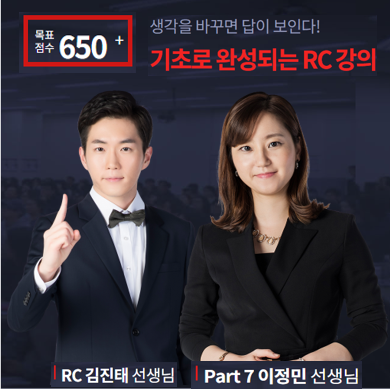 목표
점수 650 +
생각을 바꾸면 답이 보인다!
기초로 완성되는 RC 강의
RC 김진태 선생님
Part 7 이정민 선생님